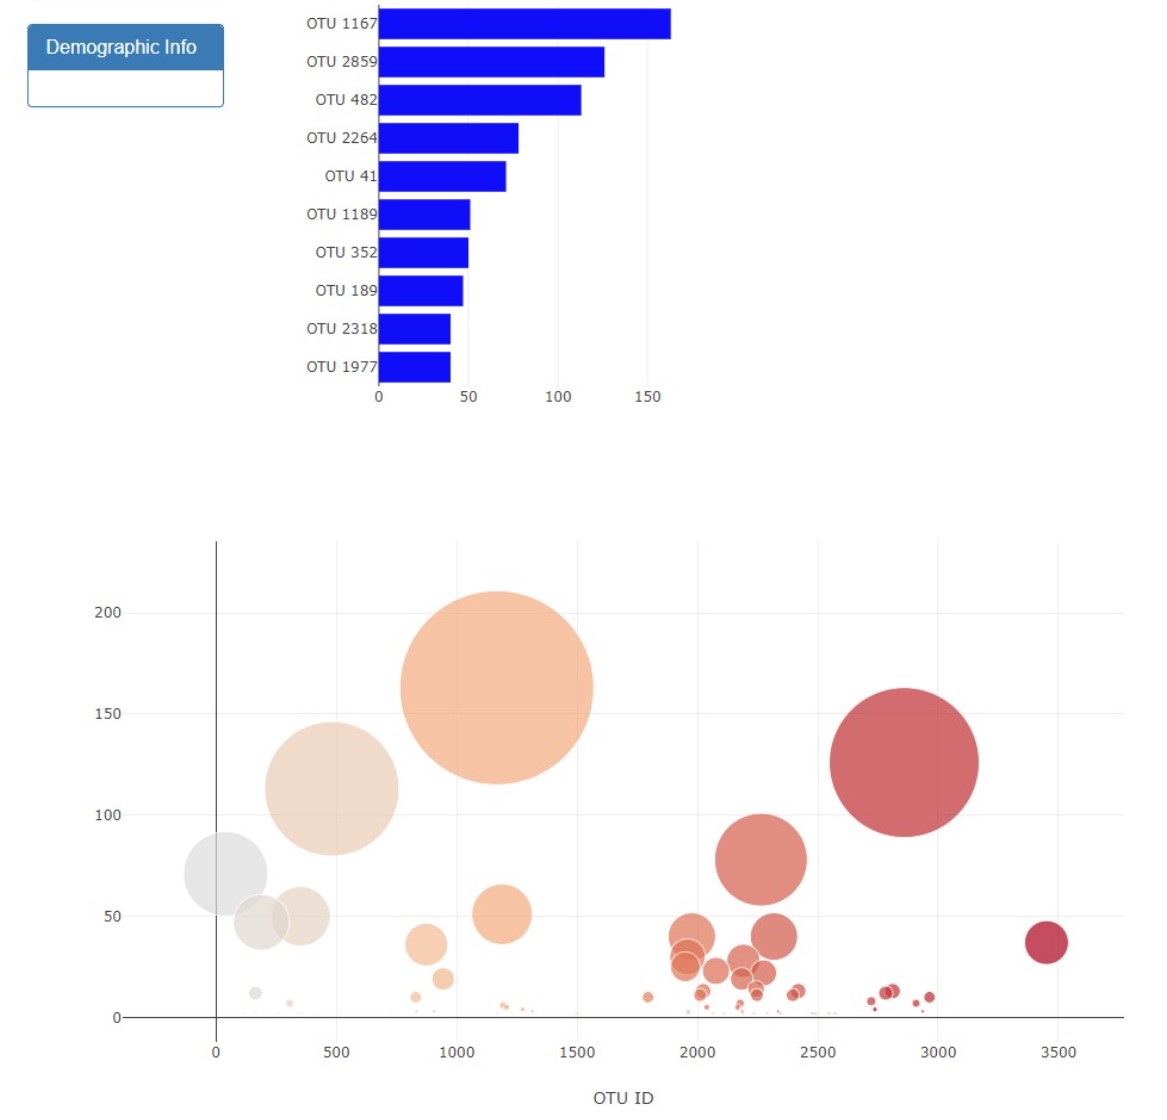 Demographic Info
OTU 1167
OTU 2859
OTU 482
OTU 2264
OTU 41
OTU 1189
OTU 352
OTU 189
OTU 2318
OTU 1977
0 50 100 150
200
150
100
50
0
0 500 1000 1500 2000 2500 3000 3500
OTU ID